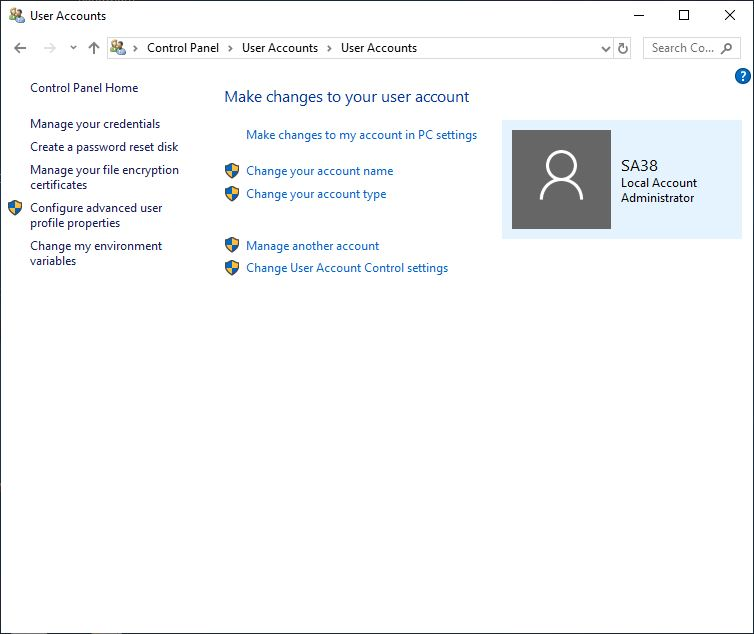 User Accounts
Control Panel > User Accounts > User Accounts
Search Co...
?
Control Panel Home
Manage your credentials
Create a password reset disk
Manage your file encryption
certificates
Configure advanced user
profile properties
Change my environment
variables
Make changes to your user account
Make changes to my account in PC settings
Change your account name
Change your account type
Manage another account
Change User Account Control settings
SA38
Local Account
Administrator